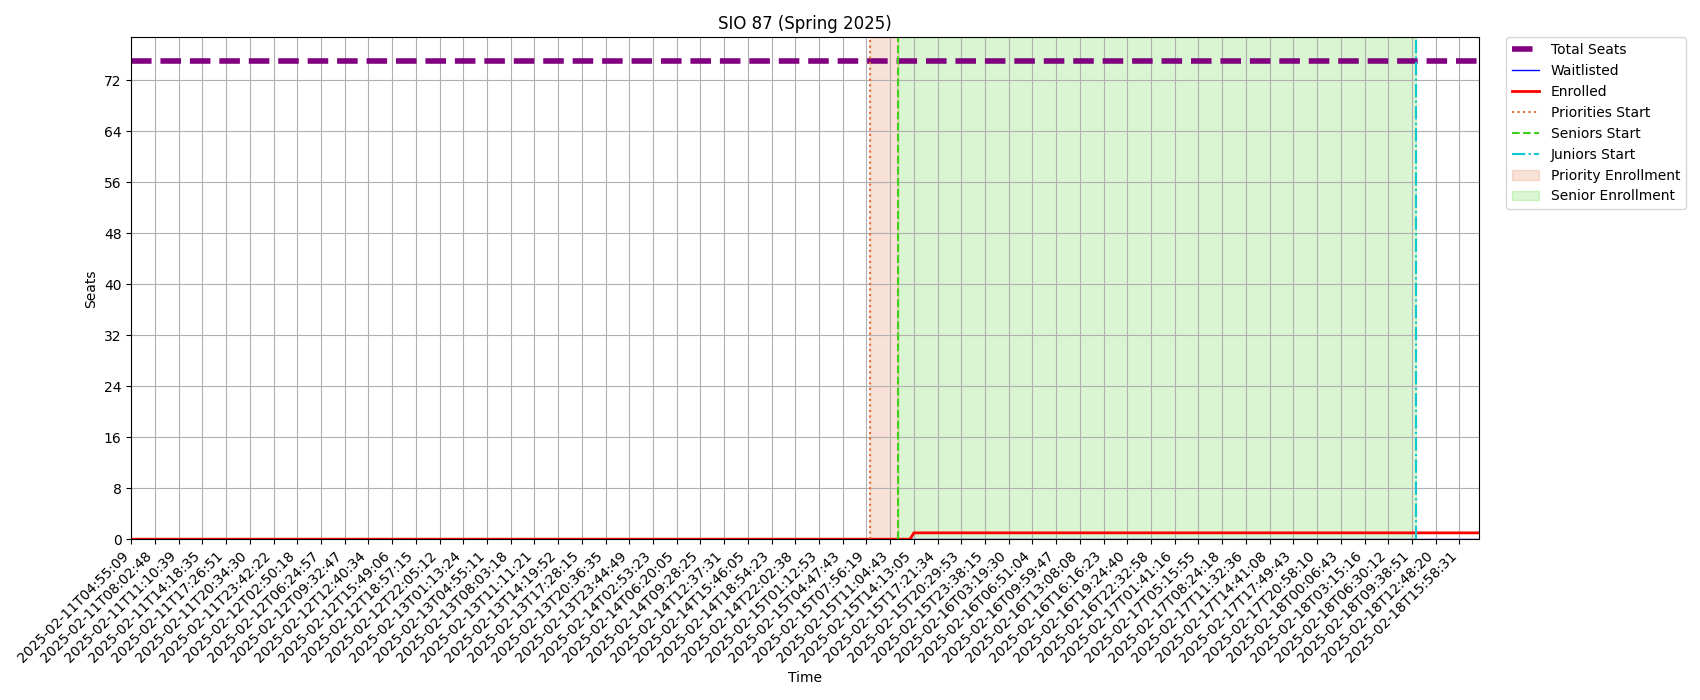 SIO 87 (Spring 2025)
Total Seats
Waitlisted
Enrolled
Priorities Start
Seniors Start
Juniors Start
Priority Enrollment
Senior Enrollment
Seats
72
64
56
48
40
32
24
16
8
0
2025-02-11T04:55:09
2025-02-11T08:02:48
2025-02-11T11:10:39
2025-02-11T14:18:35
2025-02-11T17:26:51
2025-02-11T20:34:30
2025-02-11T23:42:22
2025-02-12T02:50:18
2025-02-12T06:24:57
2025-02-12T09:32:47
2025-02-12T12:40:34
2025-02-12T15:49:06
2025-02-12T18:57:15
2025-02-12T22:05:12
2025-02-13T01:13:24
2025-02-13T04:55:11
2025-02-13T08:03:18
2025-02-13T11:11:21
2025-02-13T14:19:52
2025-02-13T17:28:15
2025-02-13T20:36:35
2025-02-13T23:44:49
2025-02-14T02:53:23
2025-02-14T06:20:05
2025-02-14T09:28:25
2025-02-14T12:37:31
2025-02-14T15:46:05
2025-02-14T18:54:23
2025-02-14T22:02:38
2025-02-15T01:12:53
2025-02-15T04:47:43
2025-02-15T07:56:19
2025-02-15T11:04:43
2025-02-15T14:13:05
2025-02-15T17:21:34
2025-02-15T20:29:53
2025-02-15T23:38:15
2025-02-16T03:19:30
2025-02-16T06:51:04
2025-02-16T09:59:47
2025-02-16T13:08:08
2025-02-16T16:16:23
2025-02-16T19:24:40
2025-02-16T22:32:58
2025-02-17T01:41:16
2025-02-17T05:15:55
2025-02-17T08:24:18
2025-02-17T11:32:36
2025-02-17T14:41:08
2025-02-17T17:49:43
2025-02-17T20:58:10
2025-02-18T00:06:43
2025-02-18T03:15:16
2025-02-18T06:30:12
2025-02-18T09:38:51
2025-02-18T12:48:20
2025-02-18T15:58:31
Time